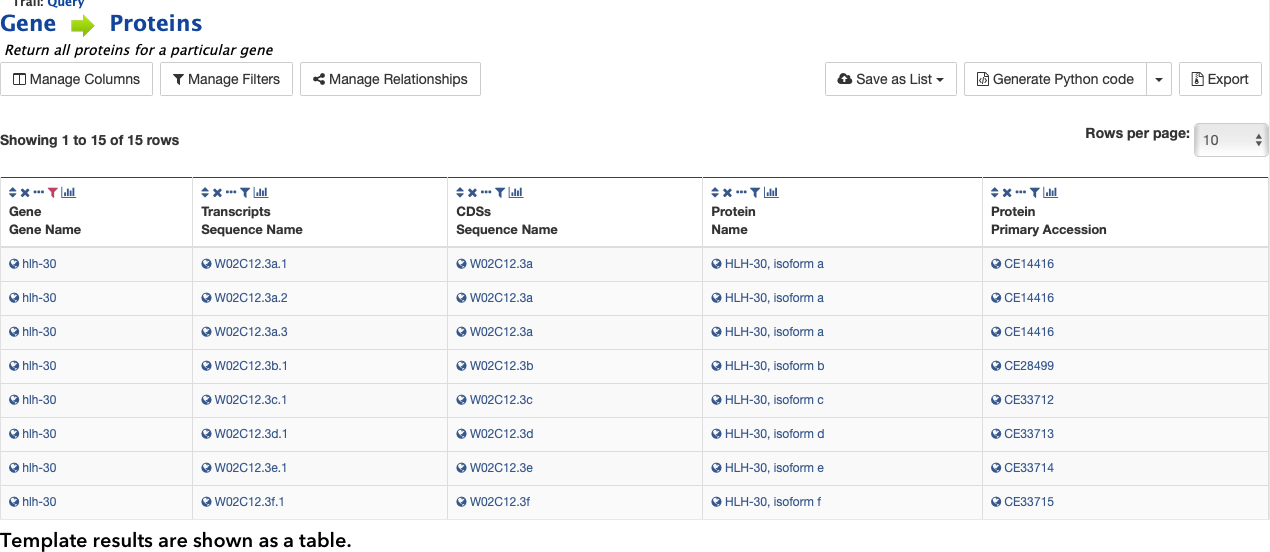 Trail: Query
Gene Proteins
Return all proteins for a particular gene
Manage Columns Manage Filters Manage Relationships Save as List Generate Python code Export
Showing 1 to 15 of 15 rows Rows per page: 10
Gene Transcripts CDSs Protein Protein
Gene Name Sequence Name Sequence Name Name Primary Accession
hlh-30 W02C12.3a.1 W02C12.3a HLH-30, isoform a CE14416
hlh-30 W02C12.3a.2 W02C12.3a HLH-30, isoform a CE14416
hlh-30 W02C12.3a.3 W02C12.3a HLH-30, isoform a CE14416
hlh-30 W02C12.3b.1 W02C12.3b HLH-30, isoform b CE28499
hlh-30 W02C12.3c.1 W02C12.3c HLH-30, isoform c CE33712
hlh-30 W02C12.3d.1 W02C12.3d HLH-30, isoform d CE33713
hlh-30 W02C12.3e.1 W02C12.3e HLH-30, isoform e CE33714
hlh-30 W02C12.3f.1 W02C12.3f HLH-30, isoform f CE33715
Template results are shown as a table.